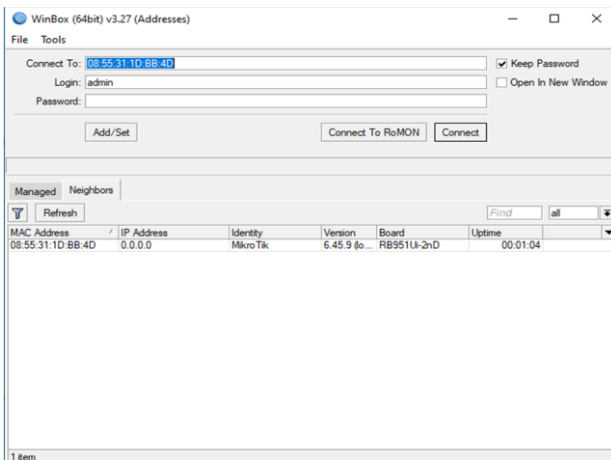 WinBox (64bit) v3.27 (Addresses)
File Tools
Connect To: 08:55:31:1D:BB:4D
Keep Password
Login: admin
Open In New Window
Password:
Add/Set Connect To RoMON Connect
Managed Neighbors
Refresh Find all
MAC Address IP Address Identity Version Board Uptime
08:55:31:1D:BB:4D 0.0.0.0 MikroTik 6.45.9 (lo... RB951Ui-2nD 00:01:04
1 item